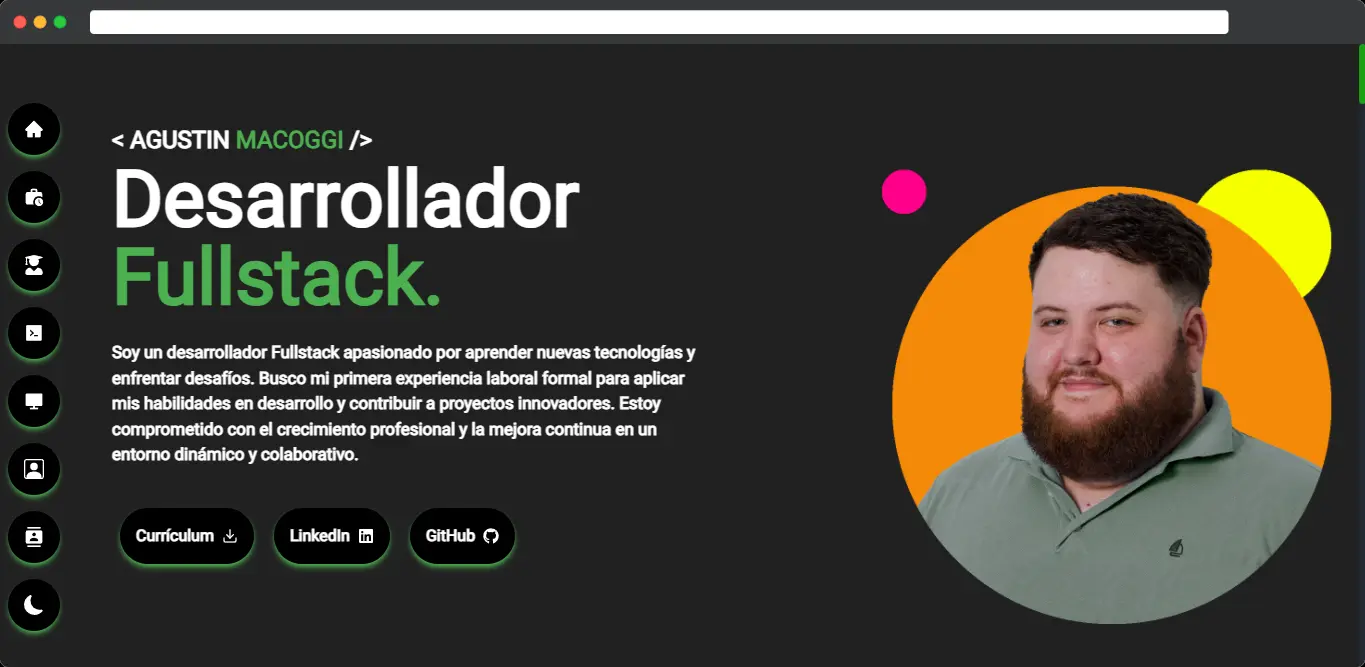 < AGUSTIN MACOGGI />
Desarrollador
Fullstack.
Soy un desarrollador Fullstack apasionado por aprender nuevas tecnologías y
enfrentar desafíos. Busco mi primera experiencia laboral formal para aplicar
mis habilidades en desarrollo y contribuir a proyectos innovadores. Estoy
comprometido con el crecimiento profesional y la mejora continua en un
entorno dinámico y colaborativo.
Currículum
LinkedIn
GitHub